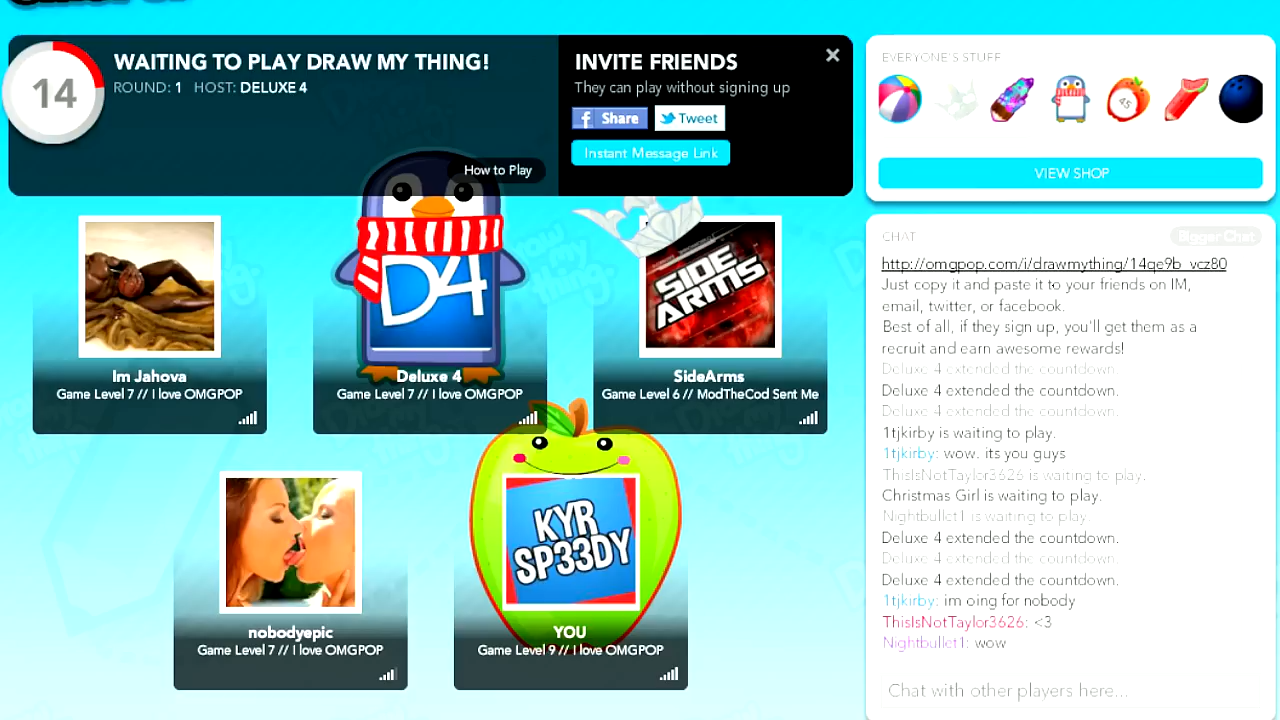 14
WAITING TO PLAY DRAW MY THING!
ROUND: 1 HOST: DELUXE 4
How to Play
INVITE FRIENDS
They can play without signing up
f Share
Tweet
Instant Message Link
EVERYONE'S STUFF
45
VIEW SHOP
D4
SIDE
ARMS
Im Jahova
Game Level 7 // I love OMGPOP
Deluxe 4
Game Level 7 // I love OMGPOP
SideArms
Game Level 6 // ModTheCod Sent Me
KYR
SP33DY
nobodyepic
Game Level 7 // I love OMGPOP
YOU
Game Level 9 // I love OMGPOP
CHAT
Bigger Chat
http://omgpop.com/i/drawmything/14qe9b_vcz80
Just copy it and paste it to your friends on IM,
email, twitter, or facebook.
Best of all, if they sign up, you'll get them as a
recruit and earn awesome rewards!
Deluxe 4 extended the countdown.
Deluxe 4 extended the countdown.
Deluxe 4 extended the countdown.
1tjkirby is waiting to play.
1tjkirby: wow. its you guys
ThisIsNotTaylor3626 is waiting to play.
Christmas Girl is waiting to play.
Nightbullet1 is waiting to play.
Deluxe 4 extended the countdown.
Deluxe 4 extended the countdown.
Deluxe 4 extended the countdown.
1tjkirby: im oing for nobody
ThisIsNotTaylor3626: <3
Nightbullet1: wow
Chat with other players here...